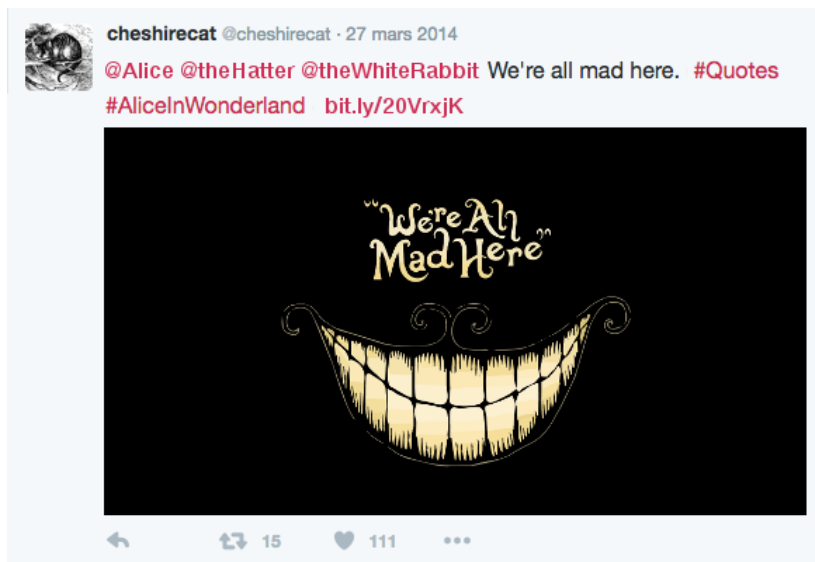 cheshirecat @cheshirecat · 27 mars 2014
@Alice @theHatter @theWhiteRabbit We're all mad here. #Quotes
#AliceInWonderland bit.ly/20VrxjK
"We're All
Mad Here"
15 111